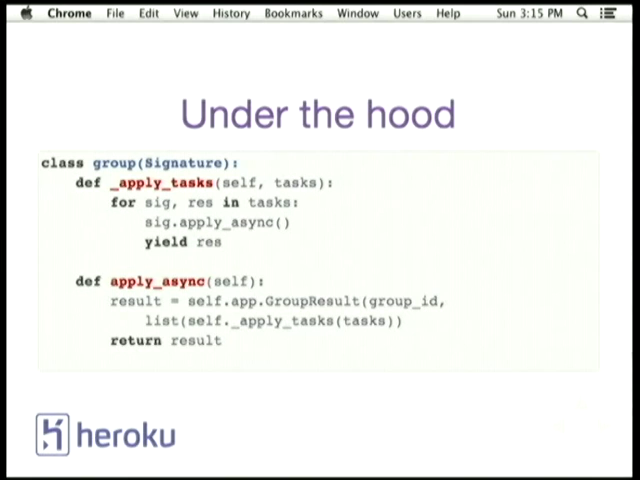 Chrome File Edit View History Bookmarks Window Users Help Sun 3:15 PM
Under the hood
class group(Signature):
def _apply_tasks(self, tasks):
for sig, res in tasks:
sig.apply_async()
yield res
def apply_async(self):
result = self.app.GroupResult(group_id,
list(self._apply_tasks(tasks))
return result
heroku